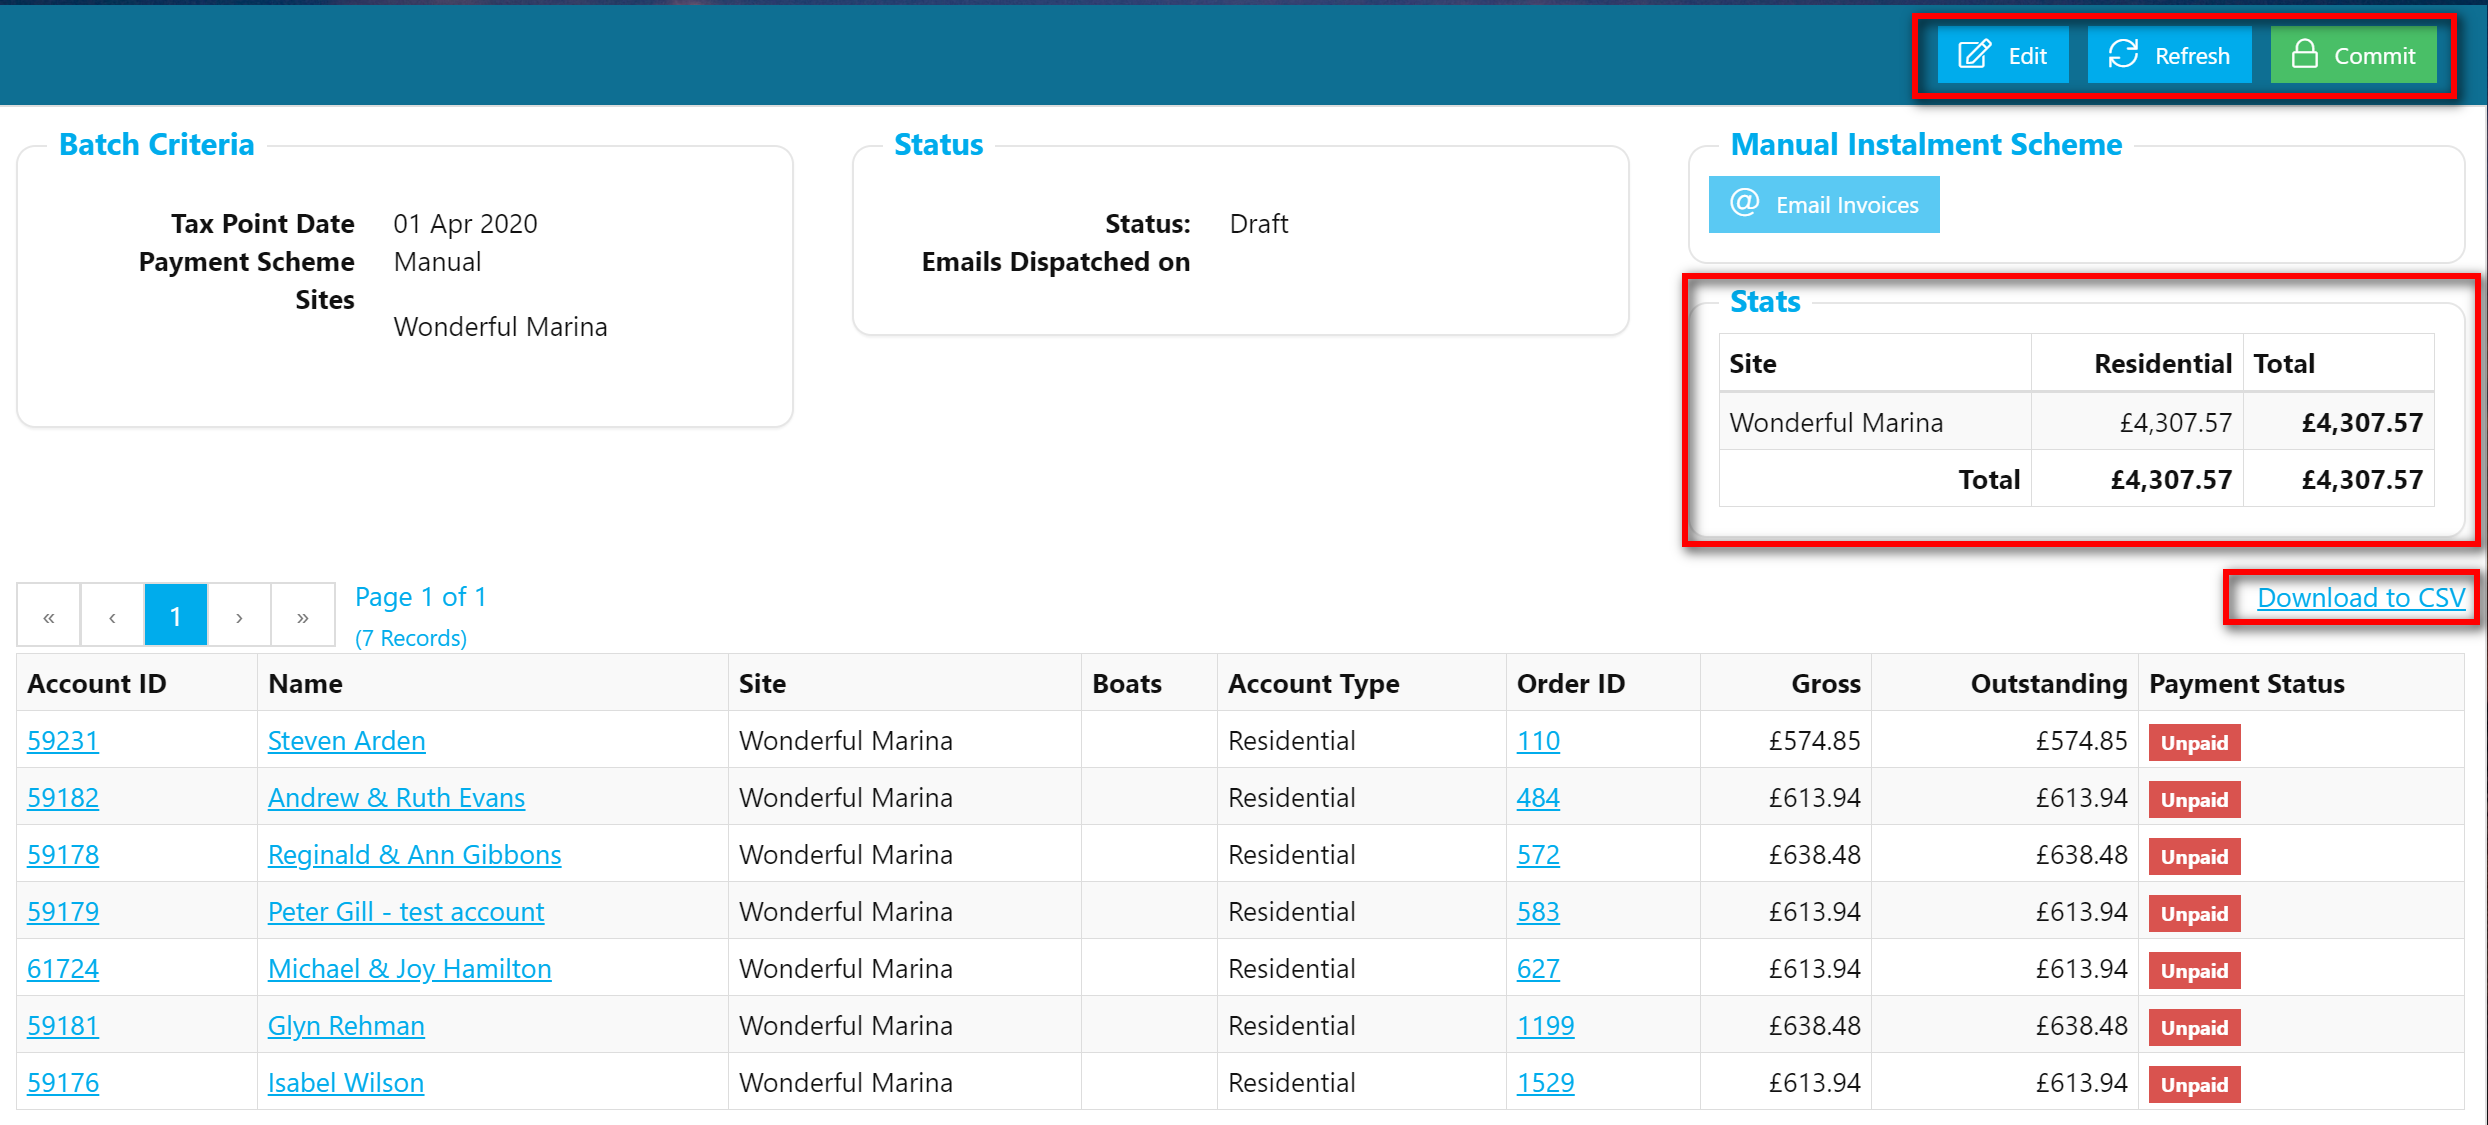 Edit Refresh Commit
Batch Criteria
Tax Point Date 01 Apr 2020
Payment Scheme Manual
Sites
Wonderful Marina
Status
Status: Draft
Emails Dispatched on
Manual Instalment Scheme
@ Email Invoices
Stats
Site Residential Total
Wonderful Marina £4,307.57 £4,307.57
Total £4,307.57 £4,307.57
« ‹ 1 › »
Page 1 of 1
(7 Records)
Download to CSV
Account ID Name Site Boats Account Type Order ID Gross Outstanding Payment Status
59231 Steven Arden Wonderful Marina Residential 110 £574.85 £574.85 Unpaid
59182 Andrew & Ruth Evans Wonderful Marina Residential 484 £613.94 £613.94 Unpaid
59178 Reginald & Ann Gibbons Wonderful Marina Residential 572 £638.48 £638.48 Unpaid
59179 Peter Gill - test account Wonderful Marina Residential 583 £613.94 £613.94 Unpaid
61724 Michael & Joy Hamilton Wonderful Marina Residential 627 £613.94 £613.94 Unpaid
59181 Glyn Rehman Wonderful Marina Residential 1199 £638.48 £638.48 Unpaid
59176 Isabel Wilson Wonderful Marina Residential 1529 £613.94 £613.94 Unpaid